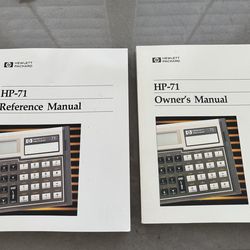 HEWLETT
PACKARD
HP-71
Reference Manual
HEWLETT
PACKARD
HP-71
Owner's Manual